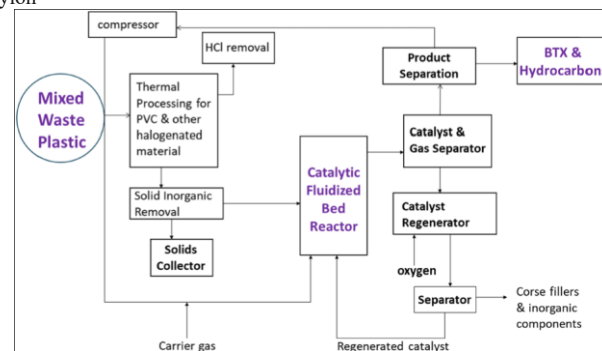 ylon
compressor
HCl removal
Product
Separation
BTX &
Hydrocarbon
Mixed
Waste
Plastic
Thermal
Processing for
PVC & other
halogenated
material
Catalyst &
Gas Separator
Catalytic
Fluidized
Bed
Reactor
Solid Inorganic
Removal
Catalyst
Regenerator
Solids
Collector
oxygen
Separator
Corse fillers
& inorganic
components
Carrier gas
Regenerated catalyst